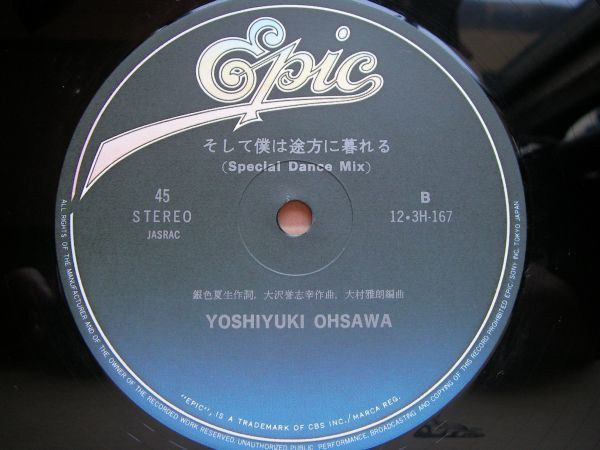 Epic
そして僕は途方に暮れる
(Special Dance Mix)
45
STEREO
JASRAC
B
12・3H-167
銀色夏生作詞，大沢誉志幸作曲，大村雅朗編曲
YOSHIYUKI OHSAWA
"EPIC", IS A TRADEMARK OF CBS INC./MARCA REG.
ALL RIGHTS OF THE MANUFACTURER AND OF THE OWNER OF THE RECORDED WORK RESERVED. UNAUTHORIZED PUBLIC PERFORMANCE, BROADCASTING AND COPYING OF THIS RECORD PROHIBITED EPIC・SONY INC. TOKYO JAPAN